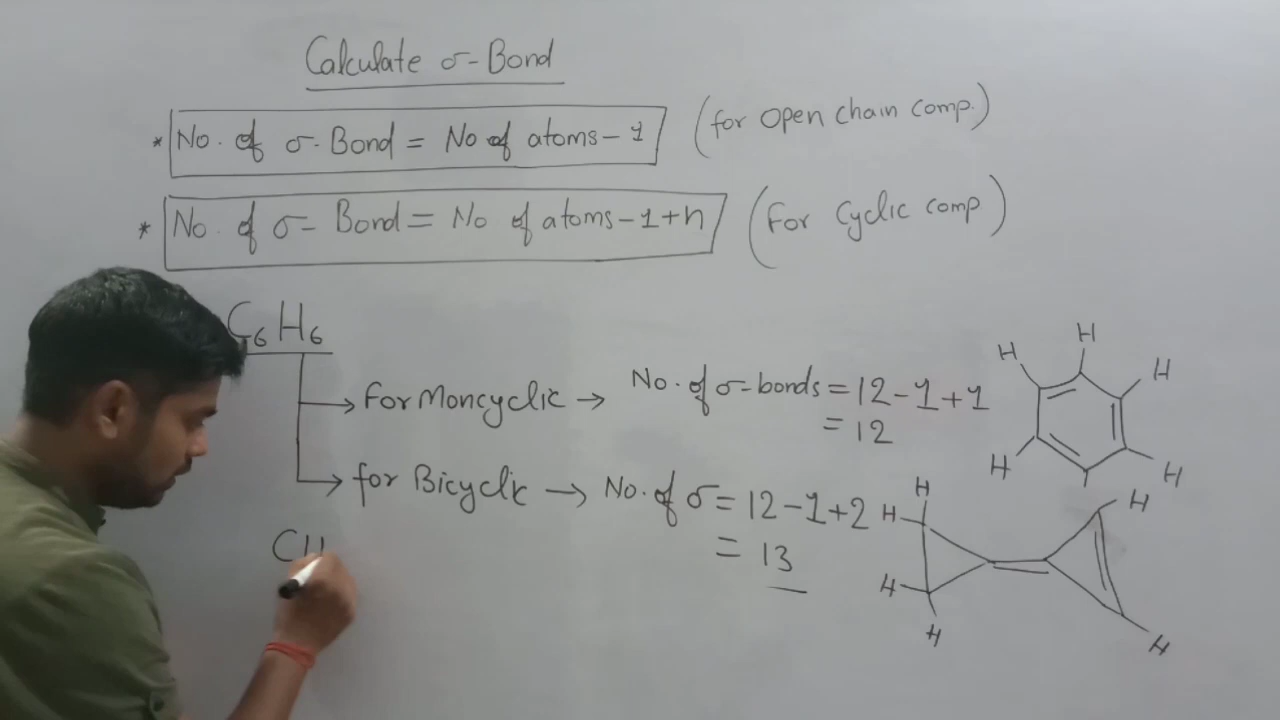 Calculate σ-Bond
* No. of σ-Bond = No of atoms-1 (for open chain comp.)
* No. of σ- Bond = No of atoms-1+n (For Cyclic comp)
C6H6
For Moncyclic → No. of σ-bonds = 12-1+1
= 12
for Bicyclic → No. of σ = 12-1+2
= 13
H
H
H
H
H
H
H
H
H
H
H